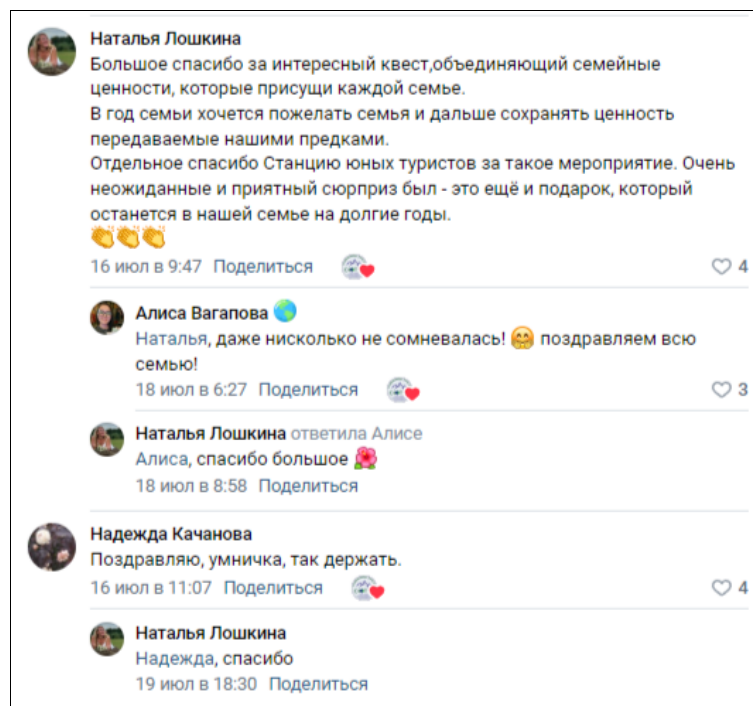 Наталья Лошкина
Большое спасибо за интересный квест,объединяющий семейные
ценности, которые присущи каждой семье.
В год семьи хочется пожелать семья и дальше сохранять ценность
передаваемые нашими предками.
Отдельное спасибо Станцию юных туристов за такое мероприятие. Очень
неожиданные и приятный сюрприз был - это ещё и подарок, который
останется в нашей семье на долгие годы.
👏👏👏
16 июл в 9:47 Поделиться 4
Алиса Вагапова 🌎
Наталья, даже нисколько не сомневалась! 🤗 поздравляем всю
семью!
18 июл в 6:27 Поделиться 3
Наталья Лошкина ответила Алисе
Алиса, спасибо большое 🌺
18 июл в 8:58 Поделиться
Надежда Качанова
Поздравляю, умничка, так держать.
16 июл в 11:07 Поделиться 4
Наталья Лошкина
Надежда, спасибо
19 июл в 18:30 Поделиться